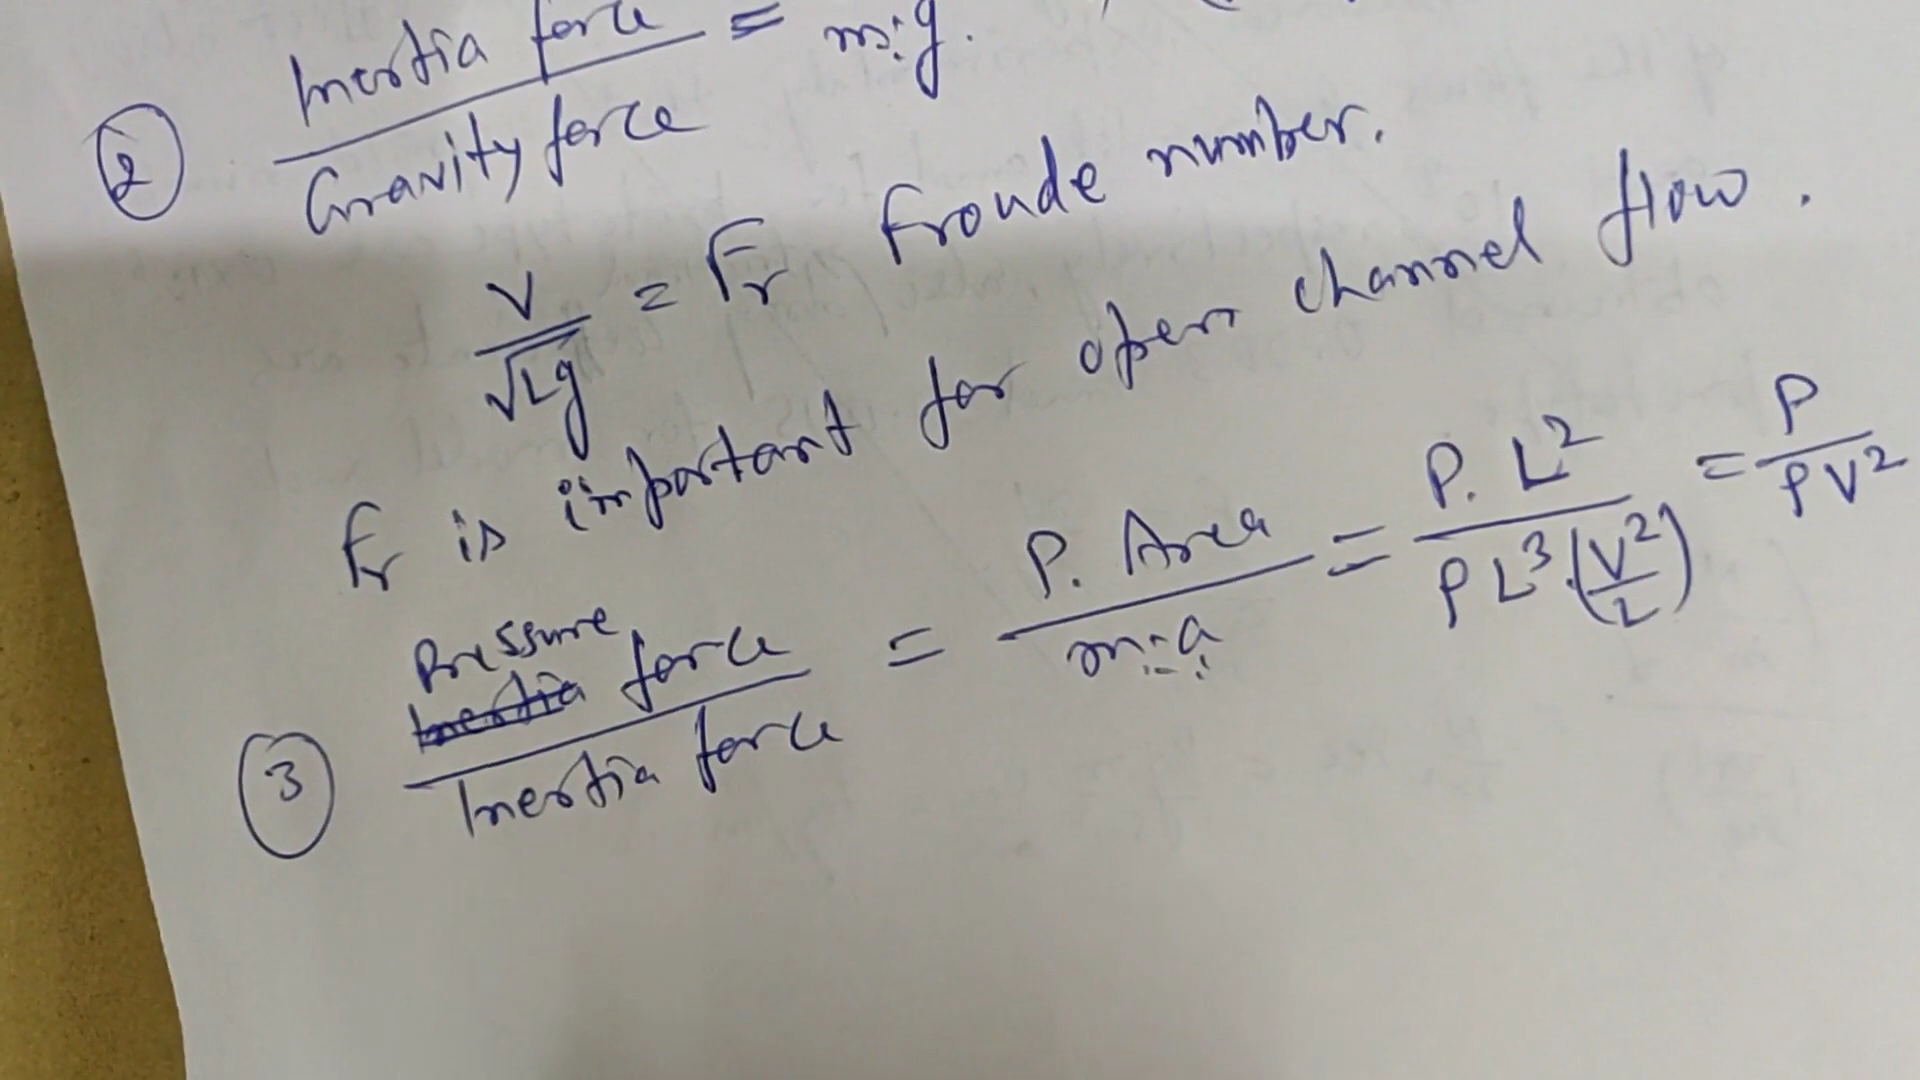 ② Inertia force / Gravity force = m.g.
V / √Lg = Fr Froude number.
Fr is important for open channel flow.
③ Pressure force / Inertia force = P. Area / m.a = P. L² / ρL³.(V²/L) = P / ρV²